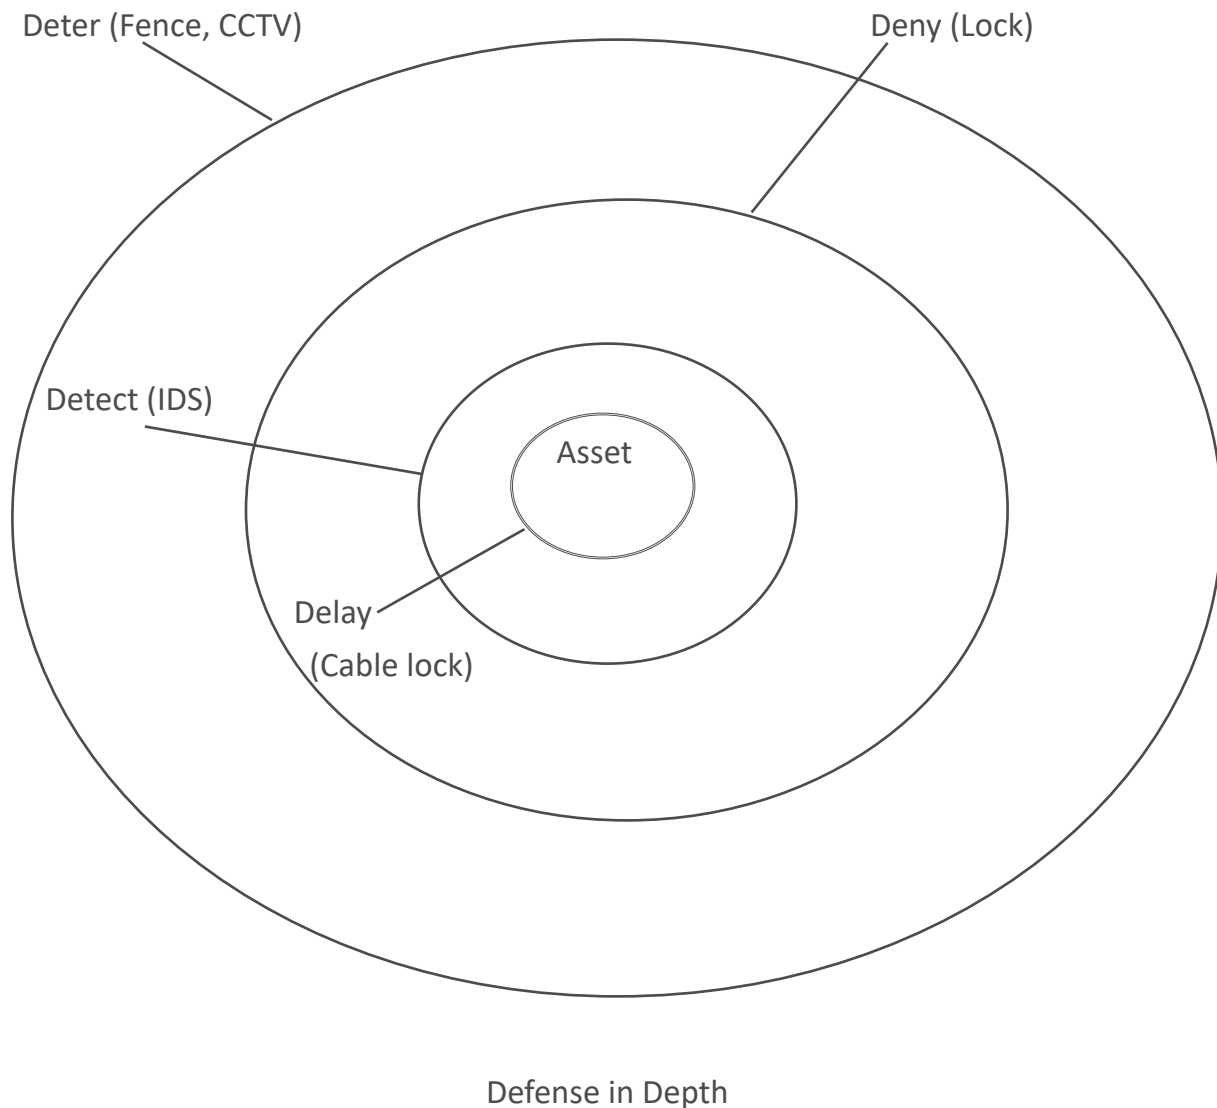 Deter (Fence, CCTV)
Deny (Lock)
Detect (IDS)
Asset
Delay
(Cable lock)
Defense in Depth